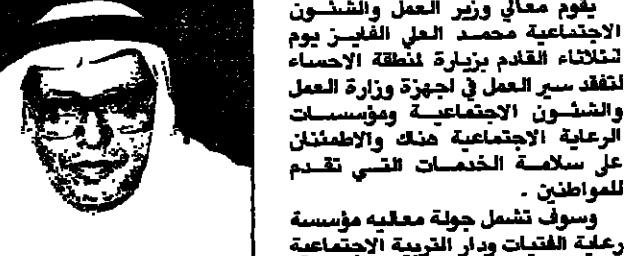 يقوم معالي وزير العمل والشئون
الاجتماعية محمد العلي الفايز يوم
الثلاثاء القادم بزيارة لمنطقة الاحساء
لتفقد سير العمل في اجهزة وزارة العمل
والشئون الاجتماعية ومؤسسات
الرعاية الاجتماعية هناك والاطمئنان
على سلامة الخدمات التي تقدم
للمواطنين .
وسوف تشمل جولة معاليه مؤسسة
رعاية الفتيات ودار التربية الاجتماعية